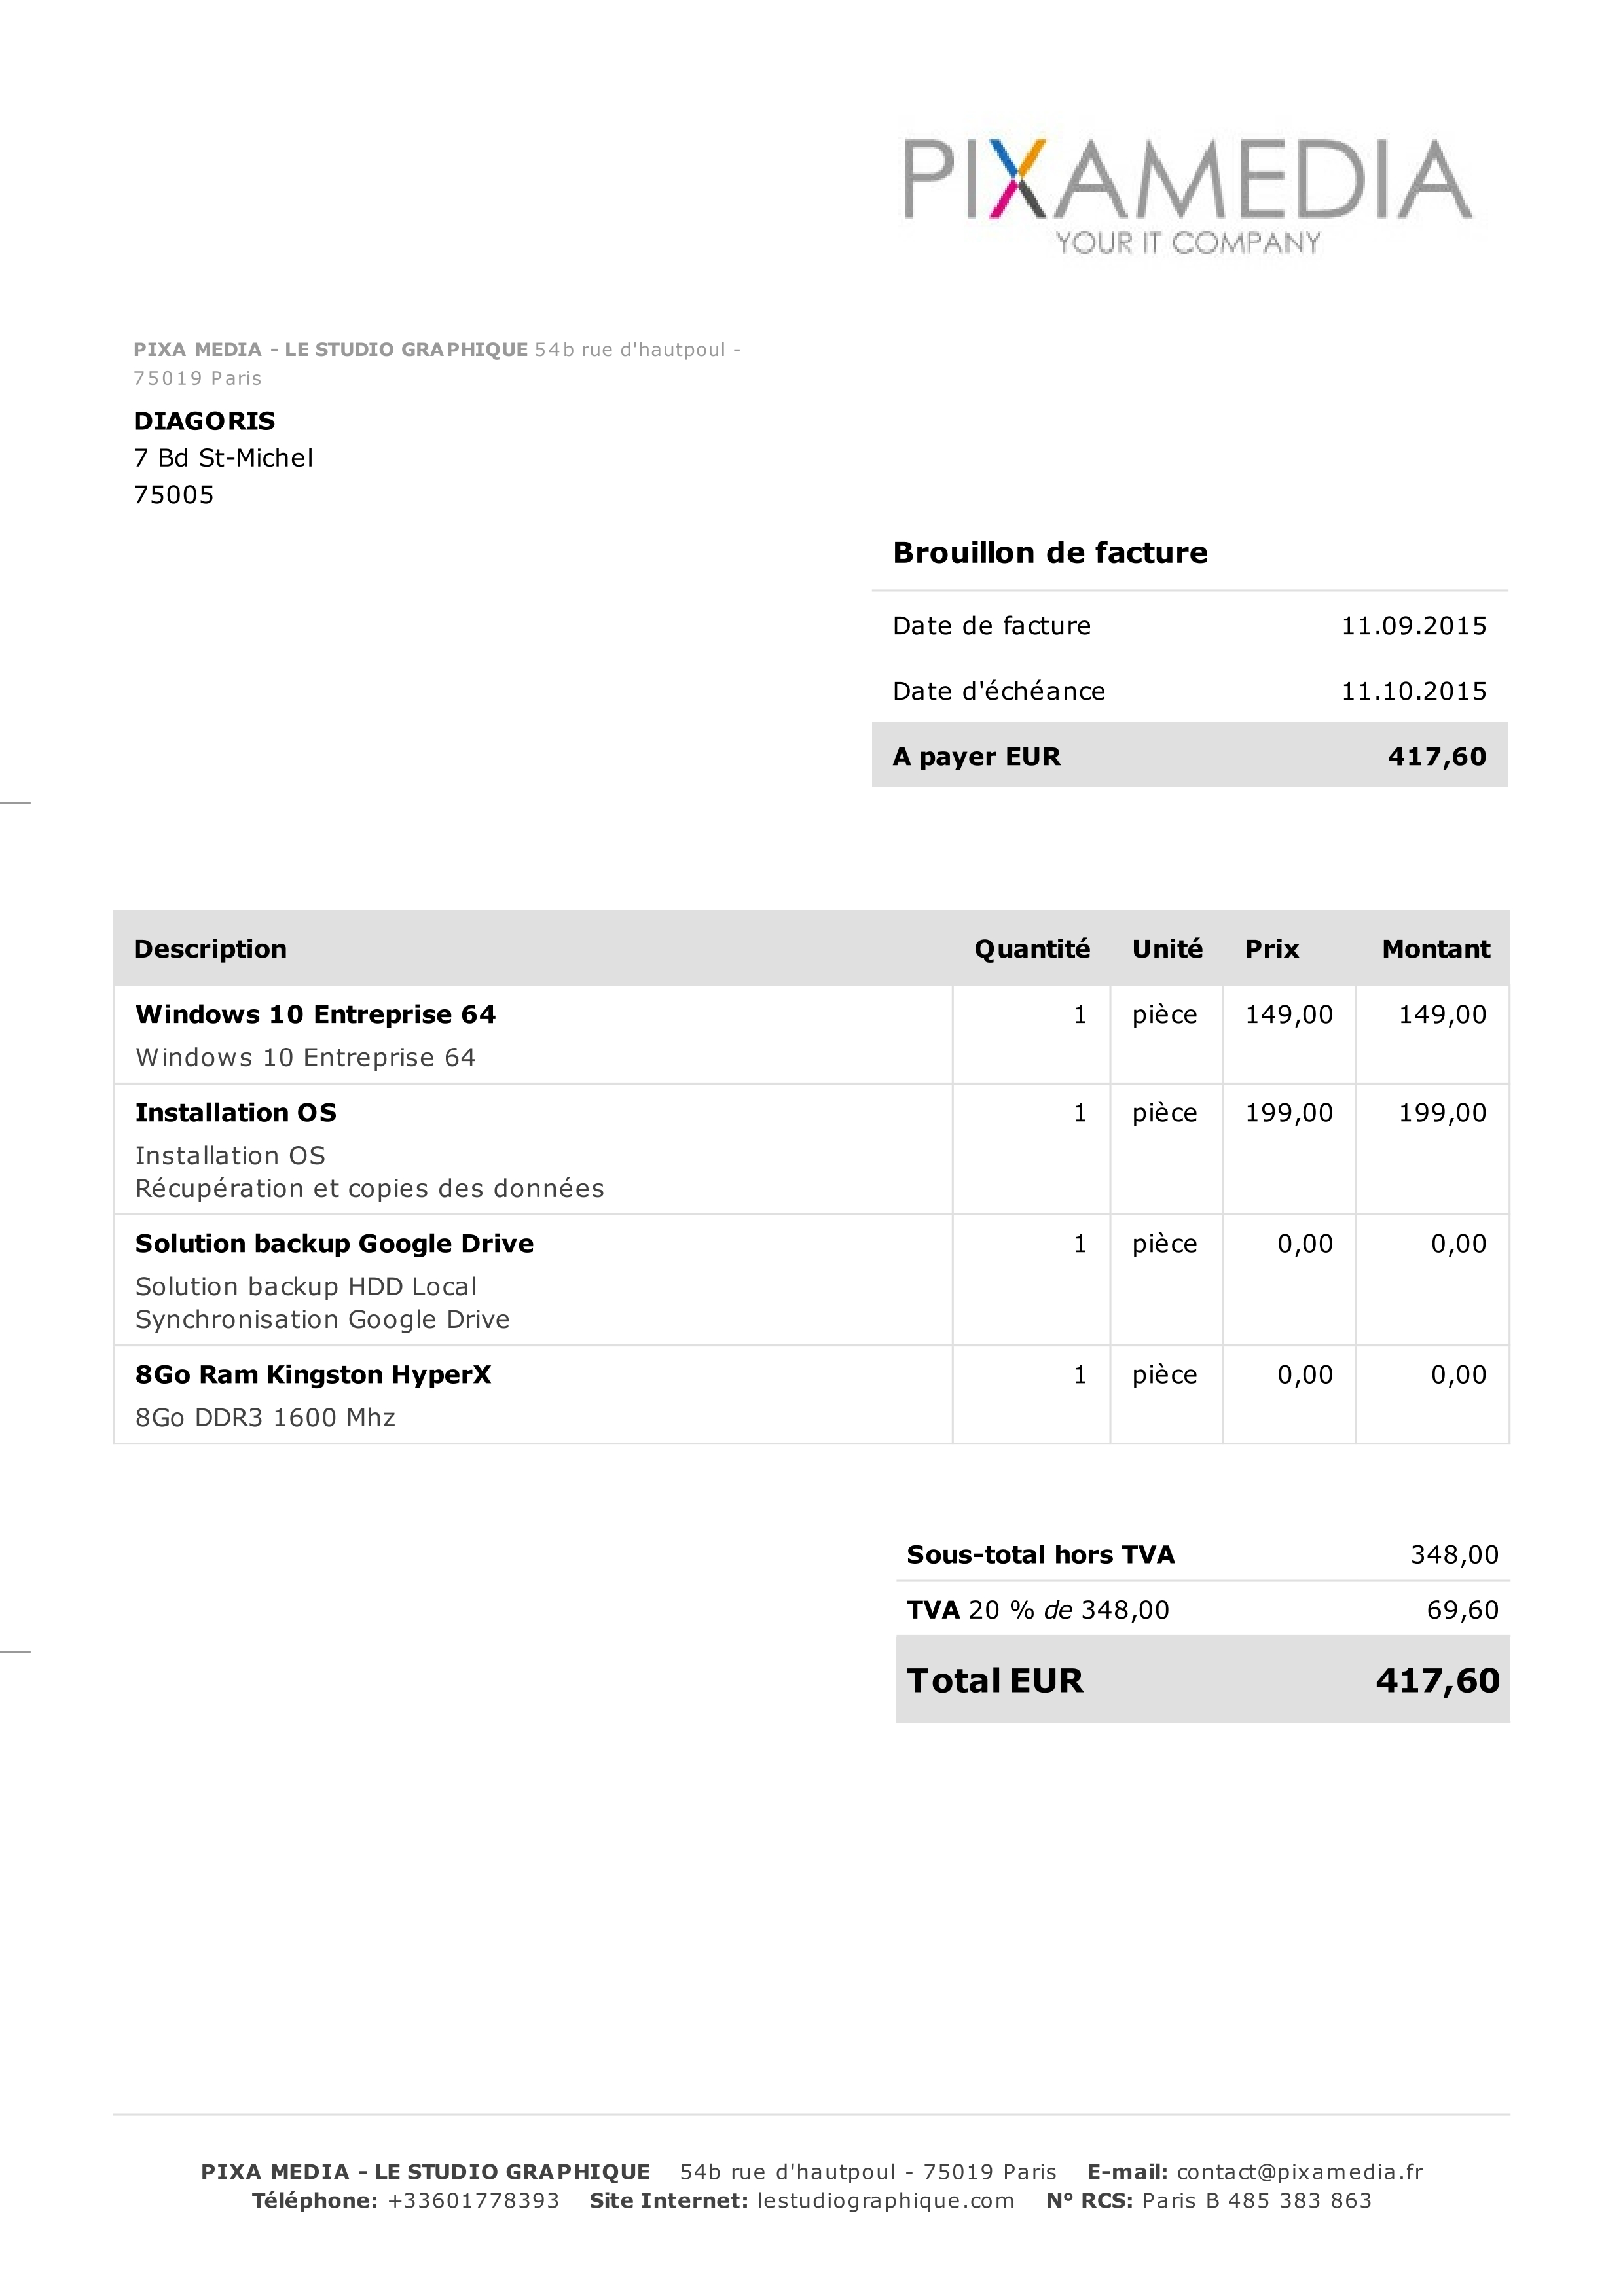 PIXAMEDIA
YOUR IT COMPANY
PIXA MEDIA - LE STUDIO GRAPHIQUE 54b rue d'hautpoul -
75019 Paris
DIAGORIS
7 Bd St-Michel
75005
Brouillon de facture
Date de facture 11.09.2015
Date d'échéance 11.10.2015
A payer EUR 417,60
Description Quantité Unité Prix Montant
Windows 10 Entreprise 64 1 pièce 149,00 149,00
Windows 10 Entreprise 64
Installation OS 1 pièce 199,00 199,00
Installation OS
Récupération et copies des données
Solution backup Google Drive 1 pièce 0,00 0,00
Solution backup HDD Local
Synchronisation Google Drive
8Go Ram Kingston HyperX 1 pièce 0,00 0,00
8Go DDR3 1600 Mhz
Sous-total hors TVA 348,00
TVA 20 % de 348,00 69,60
Total EUR 417,60
PIXA MEDIA - LE STUDIO GRAPHIQUE 54b rue d'hautpoul - 75019 Paris E-mail: contact@pixamedia.fr
Téléphone: +33601778393 Site Internet: lestudiographique.com N° RCS: Paris B 485 383 863